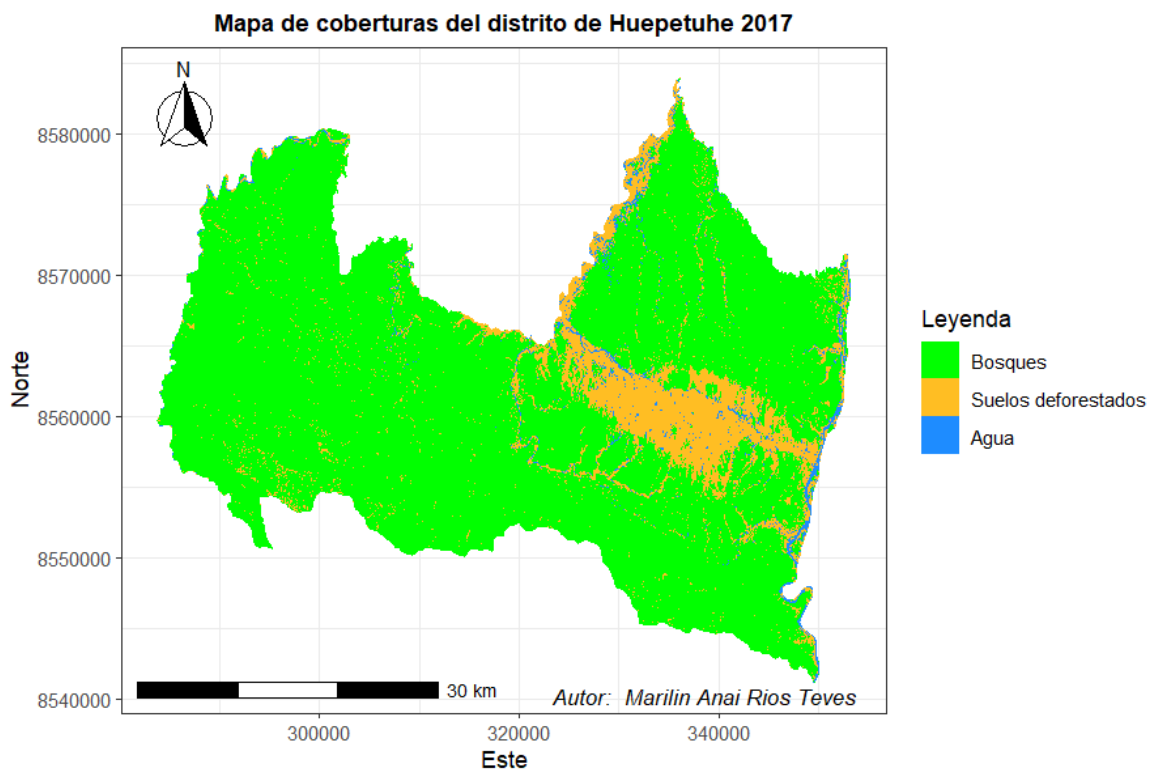 Mapa de coberturas del distrito de Huepetuhe 2017
N
8580000
8570000
8560000
8550000
8540000
Norte
Leyenda
Bosques
Suelos deforestados
Agua
30 km
Autor:  Marilin Anai Rios Teves
300000
320000
340000
Este